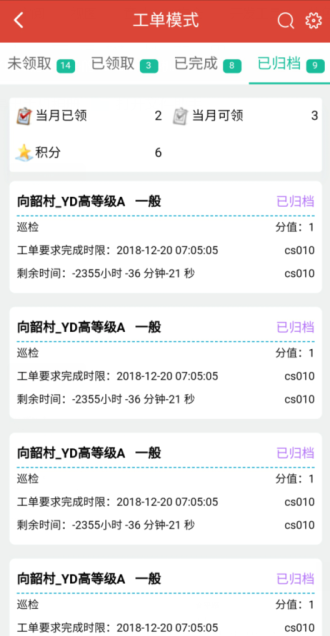 工单模式
未领取 14 已领取 3 已完成 8 已归档 9
当月已领 2 当月可领 3
积分 6
向韶村_YD高等级A 一般 已归档
巡检 分值：1
工单要求完成时限：2018-12-20 07:05:05 cs010
剩余时间：-2355小时 -36 分钟-21 秒
向韶村_YD高等级A 一般 已归档
巡检 分值：1
工单要求完成时限：2018-12-20 07:05:05 cs010
剩余时间：-2355小时 -36 分钟-21 秒 cs010
向韶村_YD高等级A 一般 已归档
巡检 分值：1
工单要求完成时限：2018-12-20 07:05:05 cs010
剩余时间：-2355小时 -36 分钟-21 秒 cs010
向韶村_YD高等级A 一般 已归档
巡检 分值：1
工单要求完成时限：2018-12-20 07:05:05 cs010